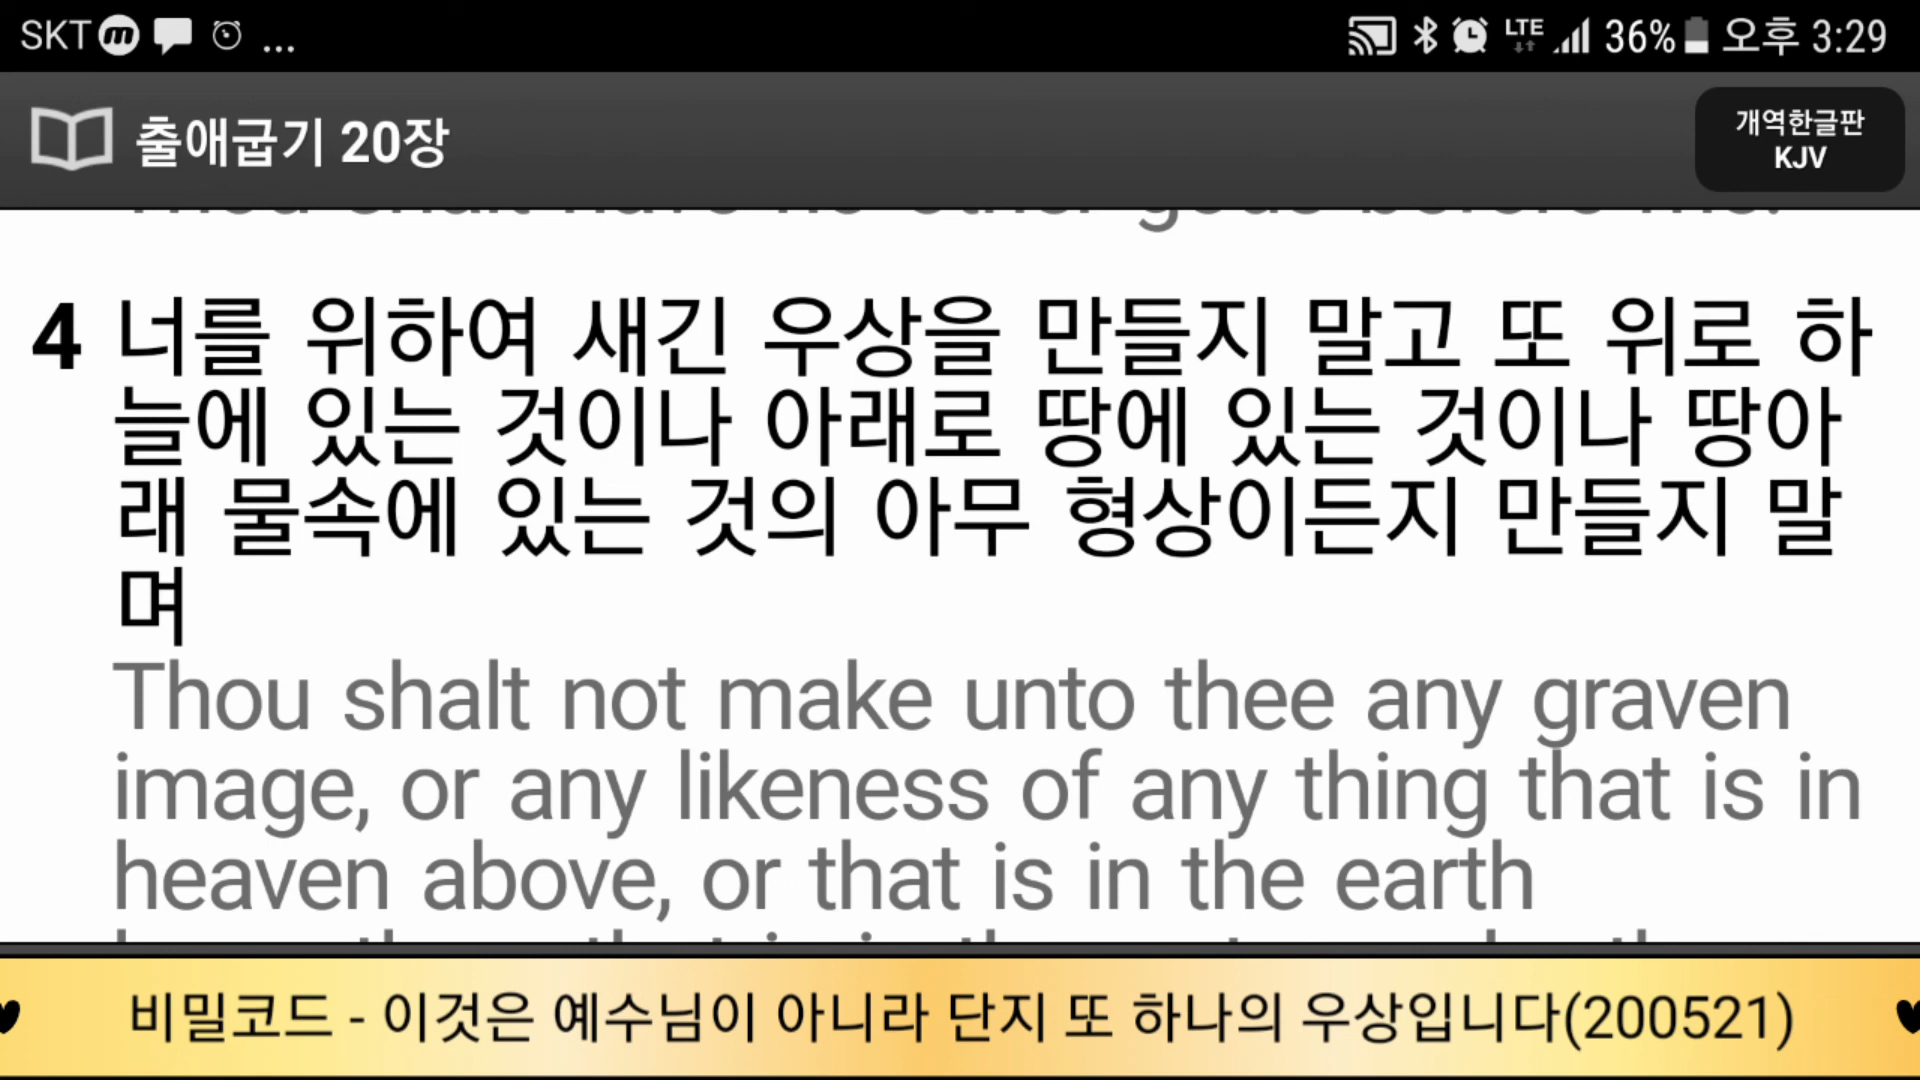 SKT m ...
LTE 36% 오후 3:29
출애굽기 20장
개역한글판
KJV
4 너를 위하여 새긴 우상을 만들지 말고 또 위로 하
늘에 있는 것이나 아래로 땅에 있는 것이나 땅아
래 물속에 있는 것의 아무 형상이든지 만들지 말
며
Thou shalt not make unto thee any graven
image, or any likeness of any thing that is in
heaven above, or that is in the earth
비밀코드 - 이것은 예수님이 아니라 단지 또 하나의 우상입니다(200521)